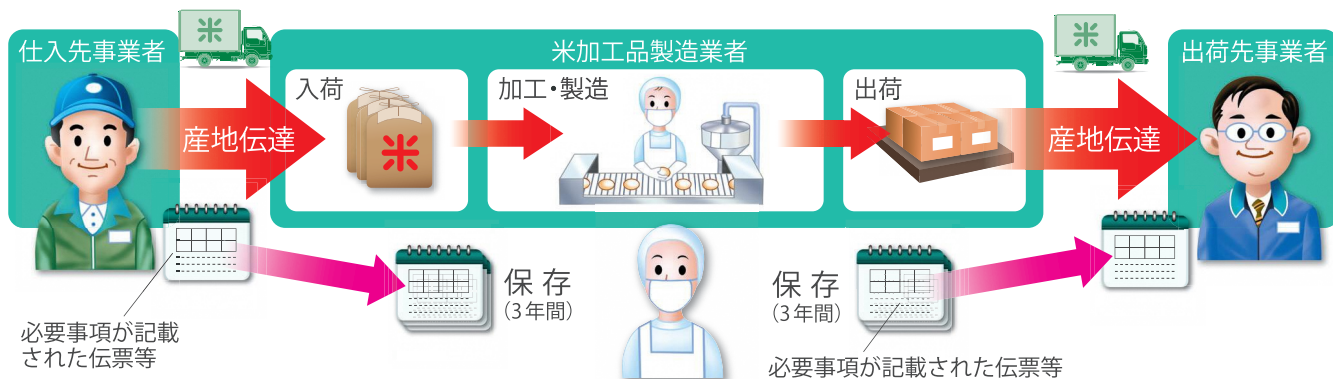 仕入先事業者
米
産地伝達
米加工品製造業者
入荷
米
加工・製造
出荷
米
産地伝達
出荷先事業者
保存
(3年間)
必要事項が記載
された伝票等
保存
(3年間)
必要事項が記載された伝票等